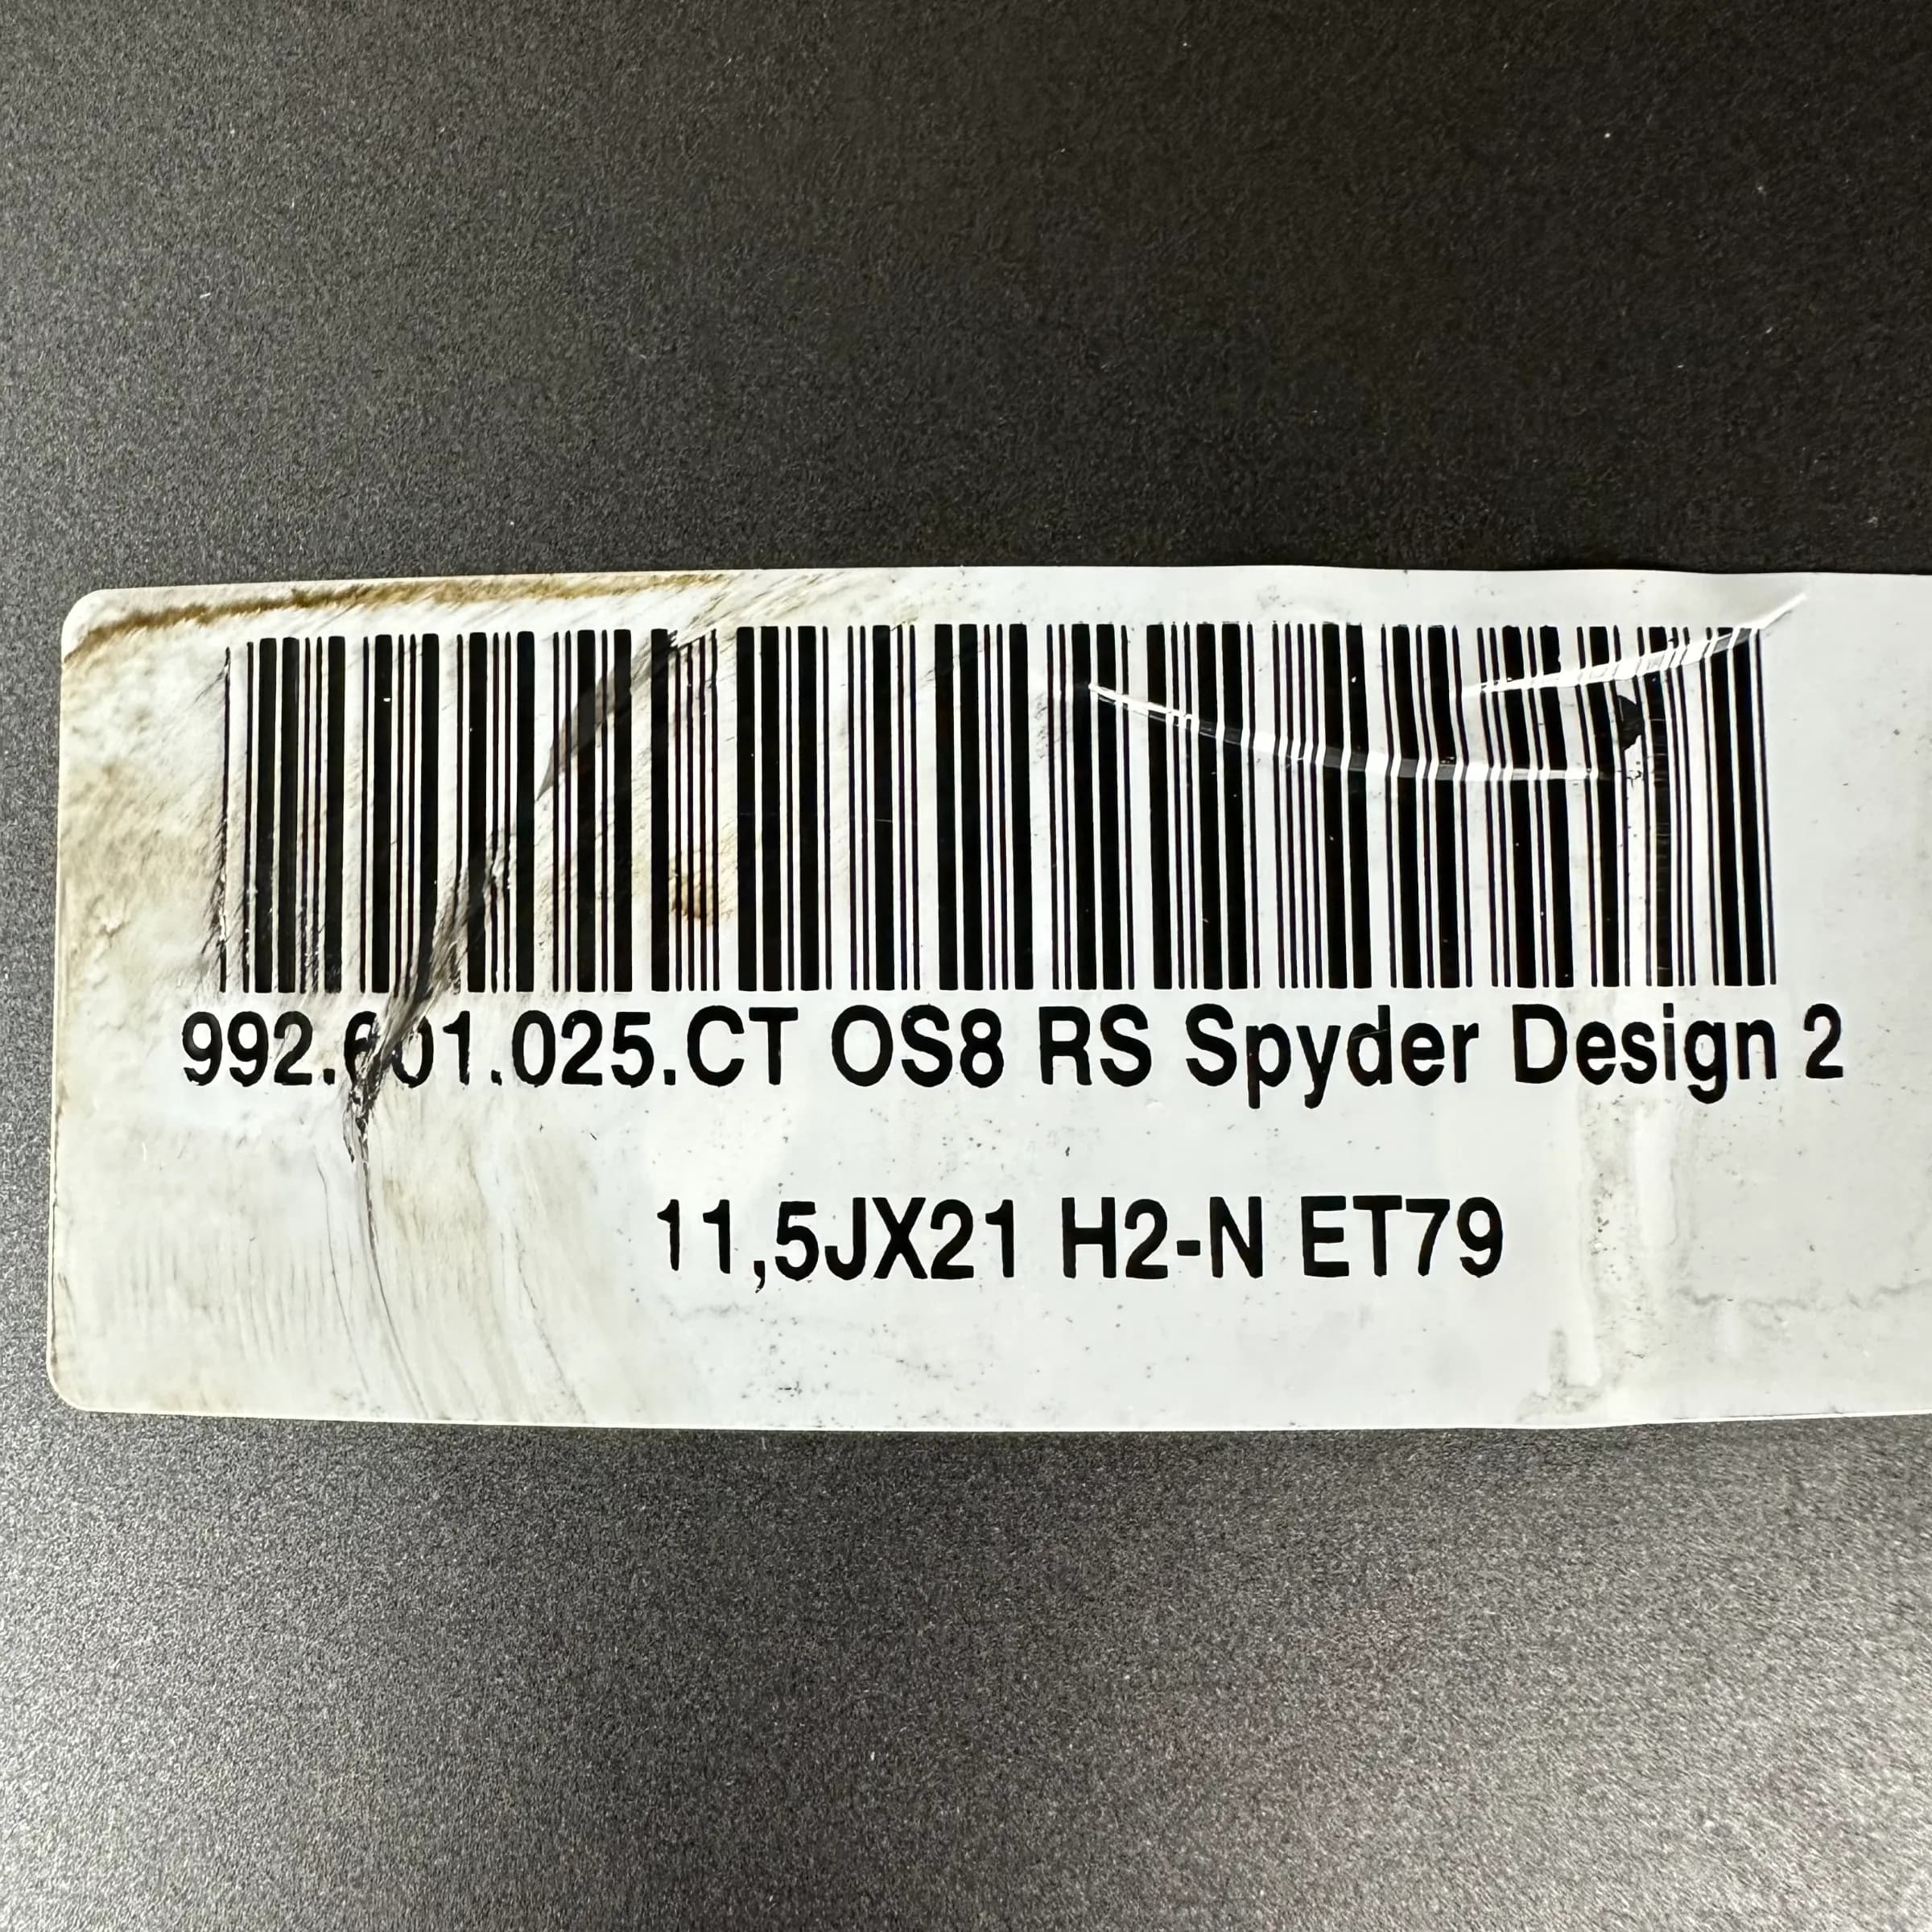 992.601.025.CT OS8 RS Spyder Design 2
11,5JX21 H2-N ET79